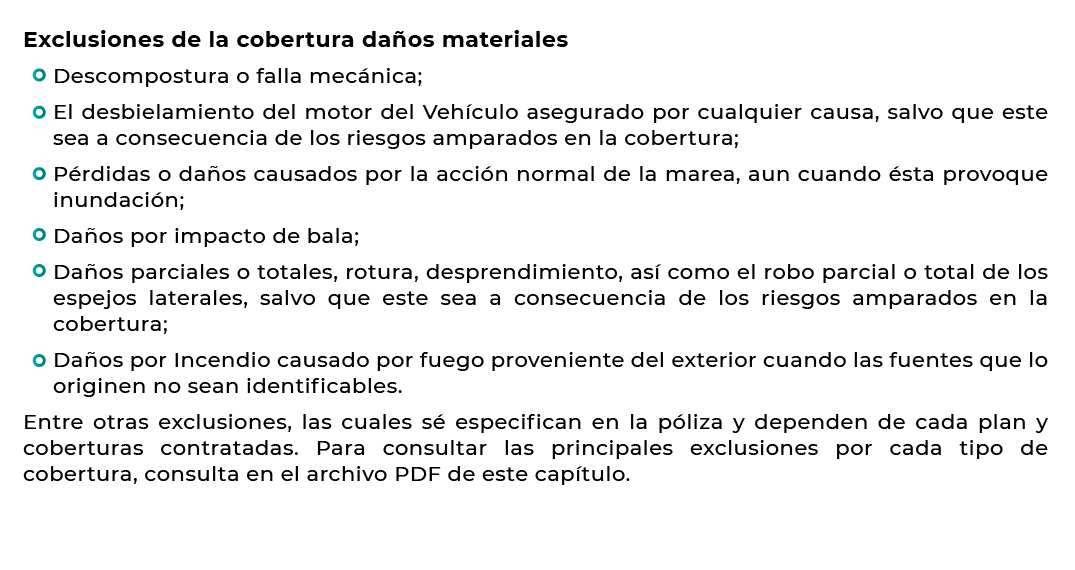 Exclusiones de la cobertura daños materiales
Descompostura o falla mecánica;
El desbielamiento del motor del Vehículo asegurado por cualquier causa, salvo que este
sea a consecuencia de los riesgos amparados en la cobertura;
Pérdidas o daños causados por la acción normal de la marea, aun cuando ésta provoque
inundación;
Daños por impacto de bala;
Daños parciales o totales, rotura, desprendimiento, así como el robo parcial o total de los
espejos laterales, salvo que este sea a consecuencia de los riesgos amparados en la
cobertura;
Daños por Incendio causado por fuego proveniente del exterior cuando las fuentes que lo
originen no sean identificables.
Entre otras exclusiones, las cuales sé especifican en la póliza y dependen de cada plan y
coberturas contratadas. Para consultar las principales exclusiones por cada tipo de
cobertura, consulta en el archivo PDF de este capítulo.